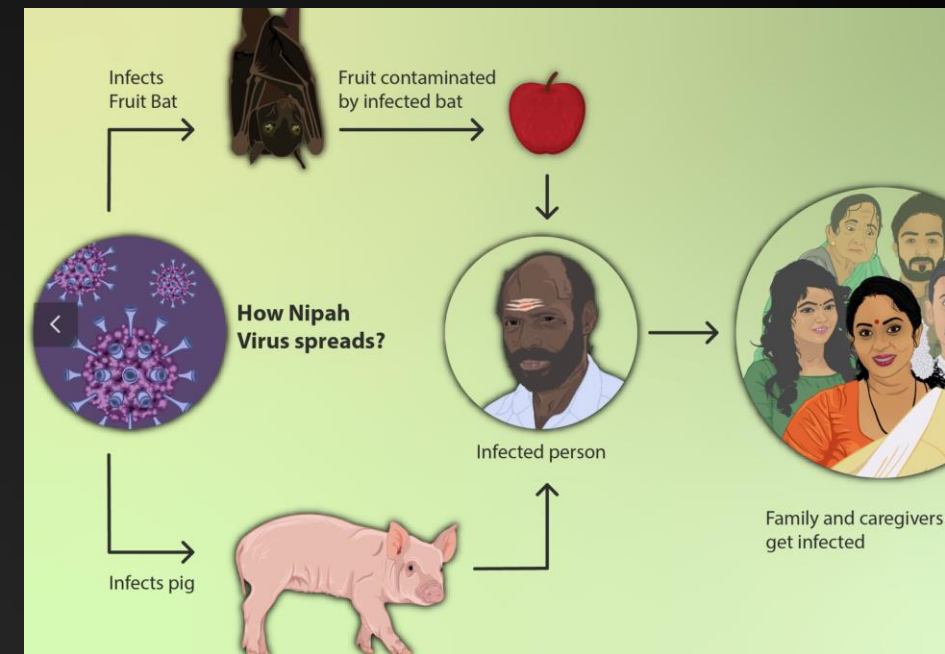 Infects
Fruit Bat
Fruit contaminated
by infected bat
How Nipah
Virus spreads?
Infected person
Family and caregivers
get infected
Infects pig